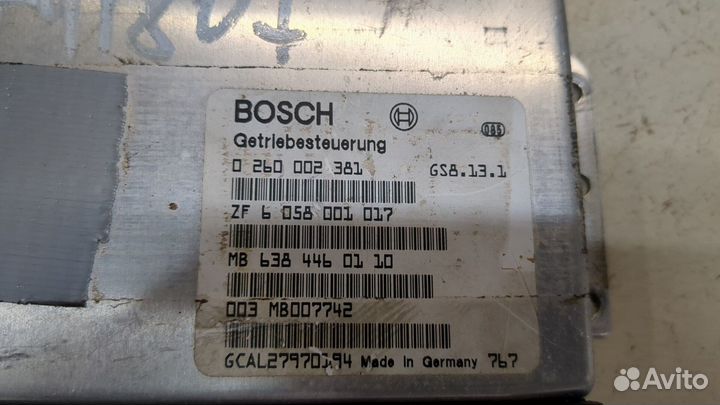 BOSCH
085
Getriebesteuerung
0 260 002 381 GS8.13.1
ZF 6 058 001 017
MB 638 446 01 10
003 MB007742
GCAL27970194 Made In Germany 767
Avito